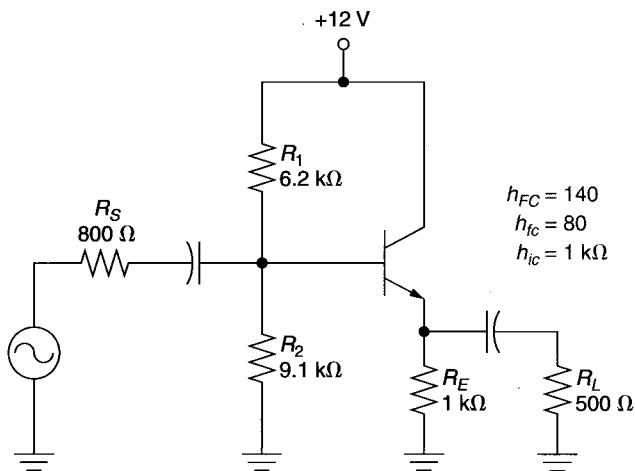 +12 V
R1
6.2 kΩ
RS
800 Ω
hFC = 140
hfc = 80
hic = 1 kΩ
R2
9.1 kΩ
RE
1 kΩ
RL
500 Ω